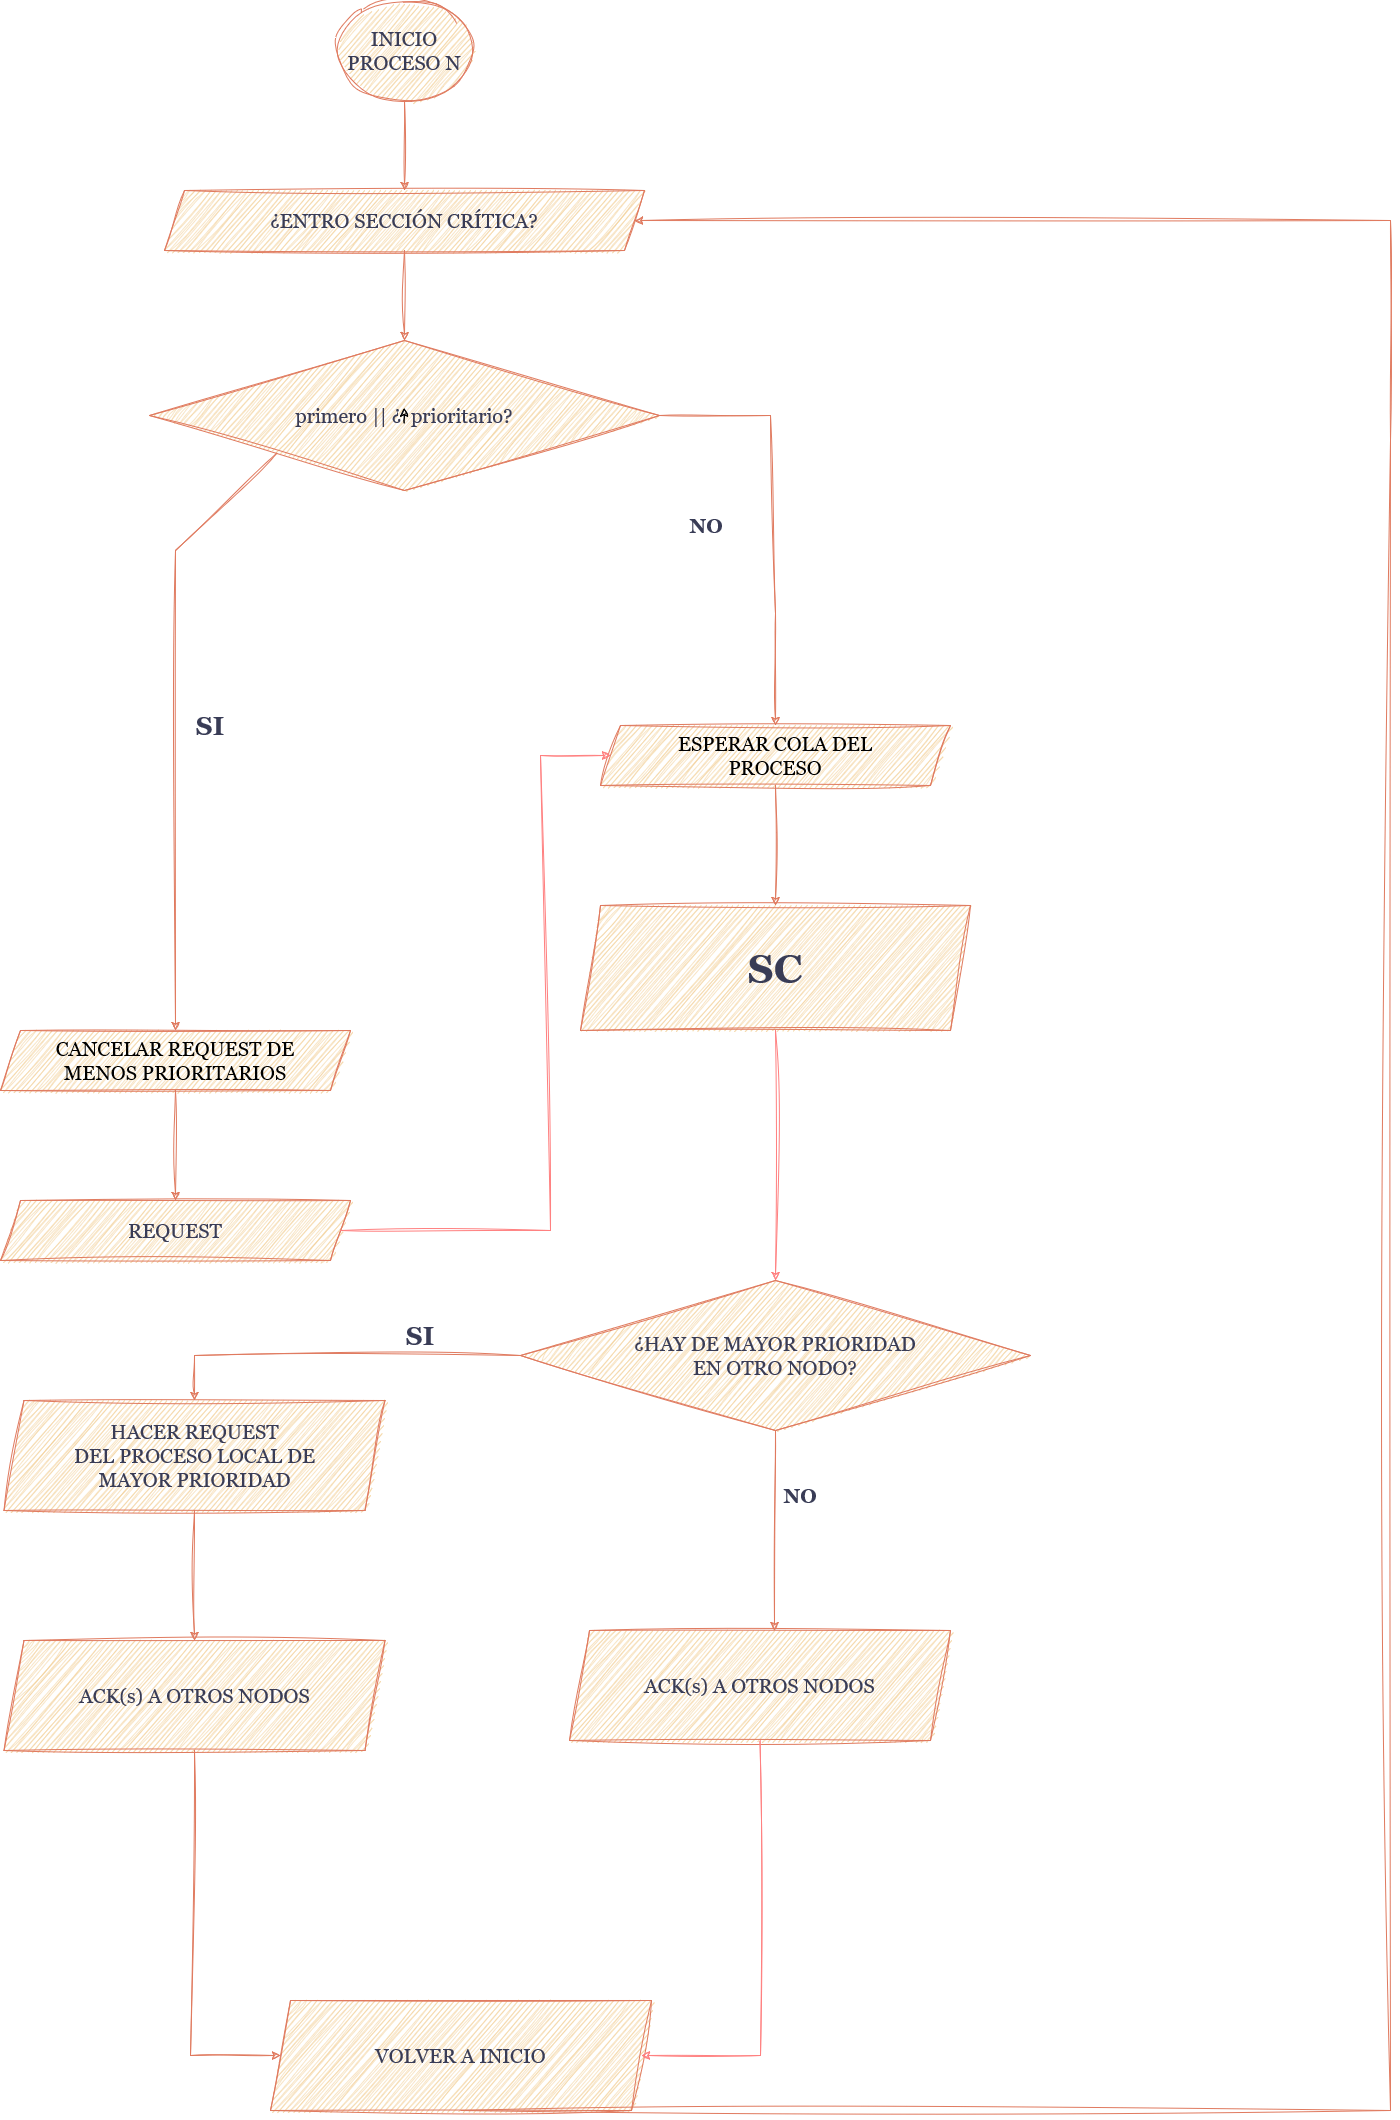 INICIO
PROCESO N
¿ENTRO SECCIÓN CRÍTICA?
primero || ¿↑ prioritario?
NO
SI
ESPERAR COLA DEL
PROCESO
SC
CANCELAR REQUEST DE
MENOS PRIORITARIOS
REQUEST
SI
¿HAY DE MAYOR PRIORIDAD
EN OTRO NODO?
HACER REQUEST
DEL PROCESO LOCAL DE
MAYOR PRIORIDAD
NO
ACK(s) A OTROS NODOS
ACK(s) A OTROS NODOS
VOLVER A INICIO